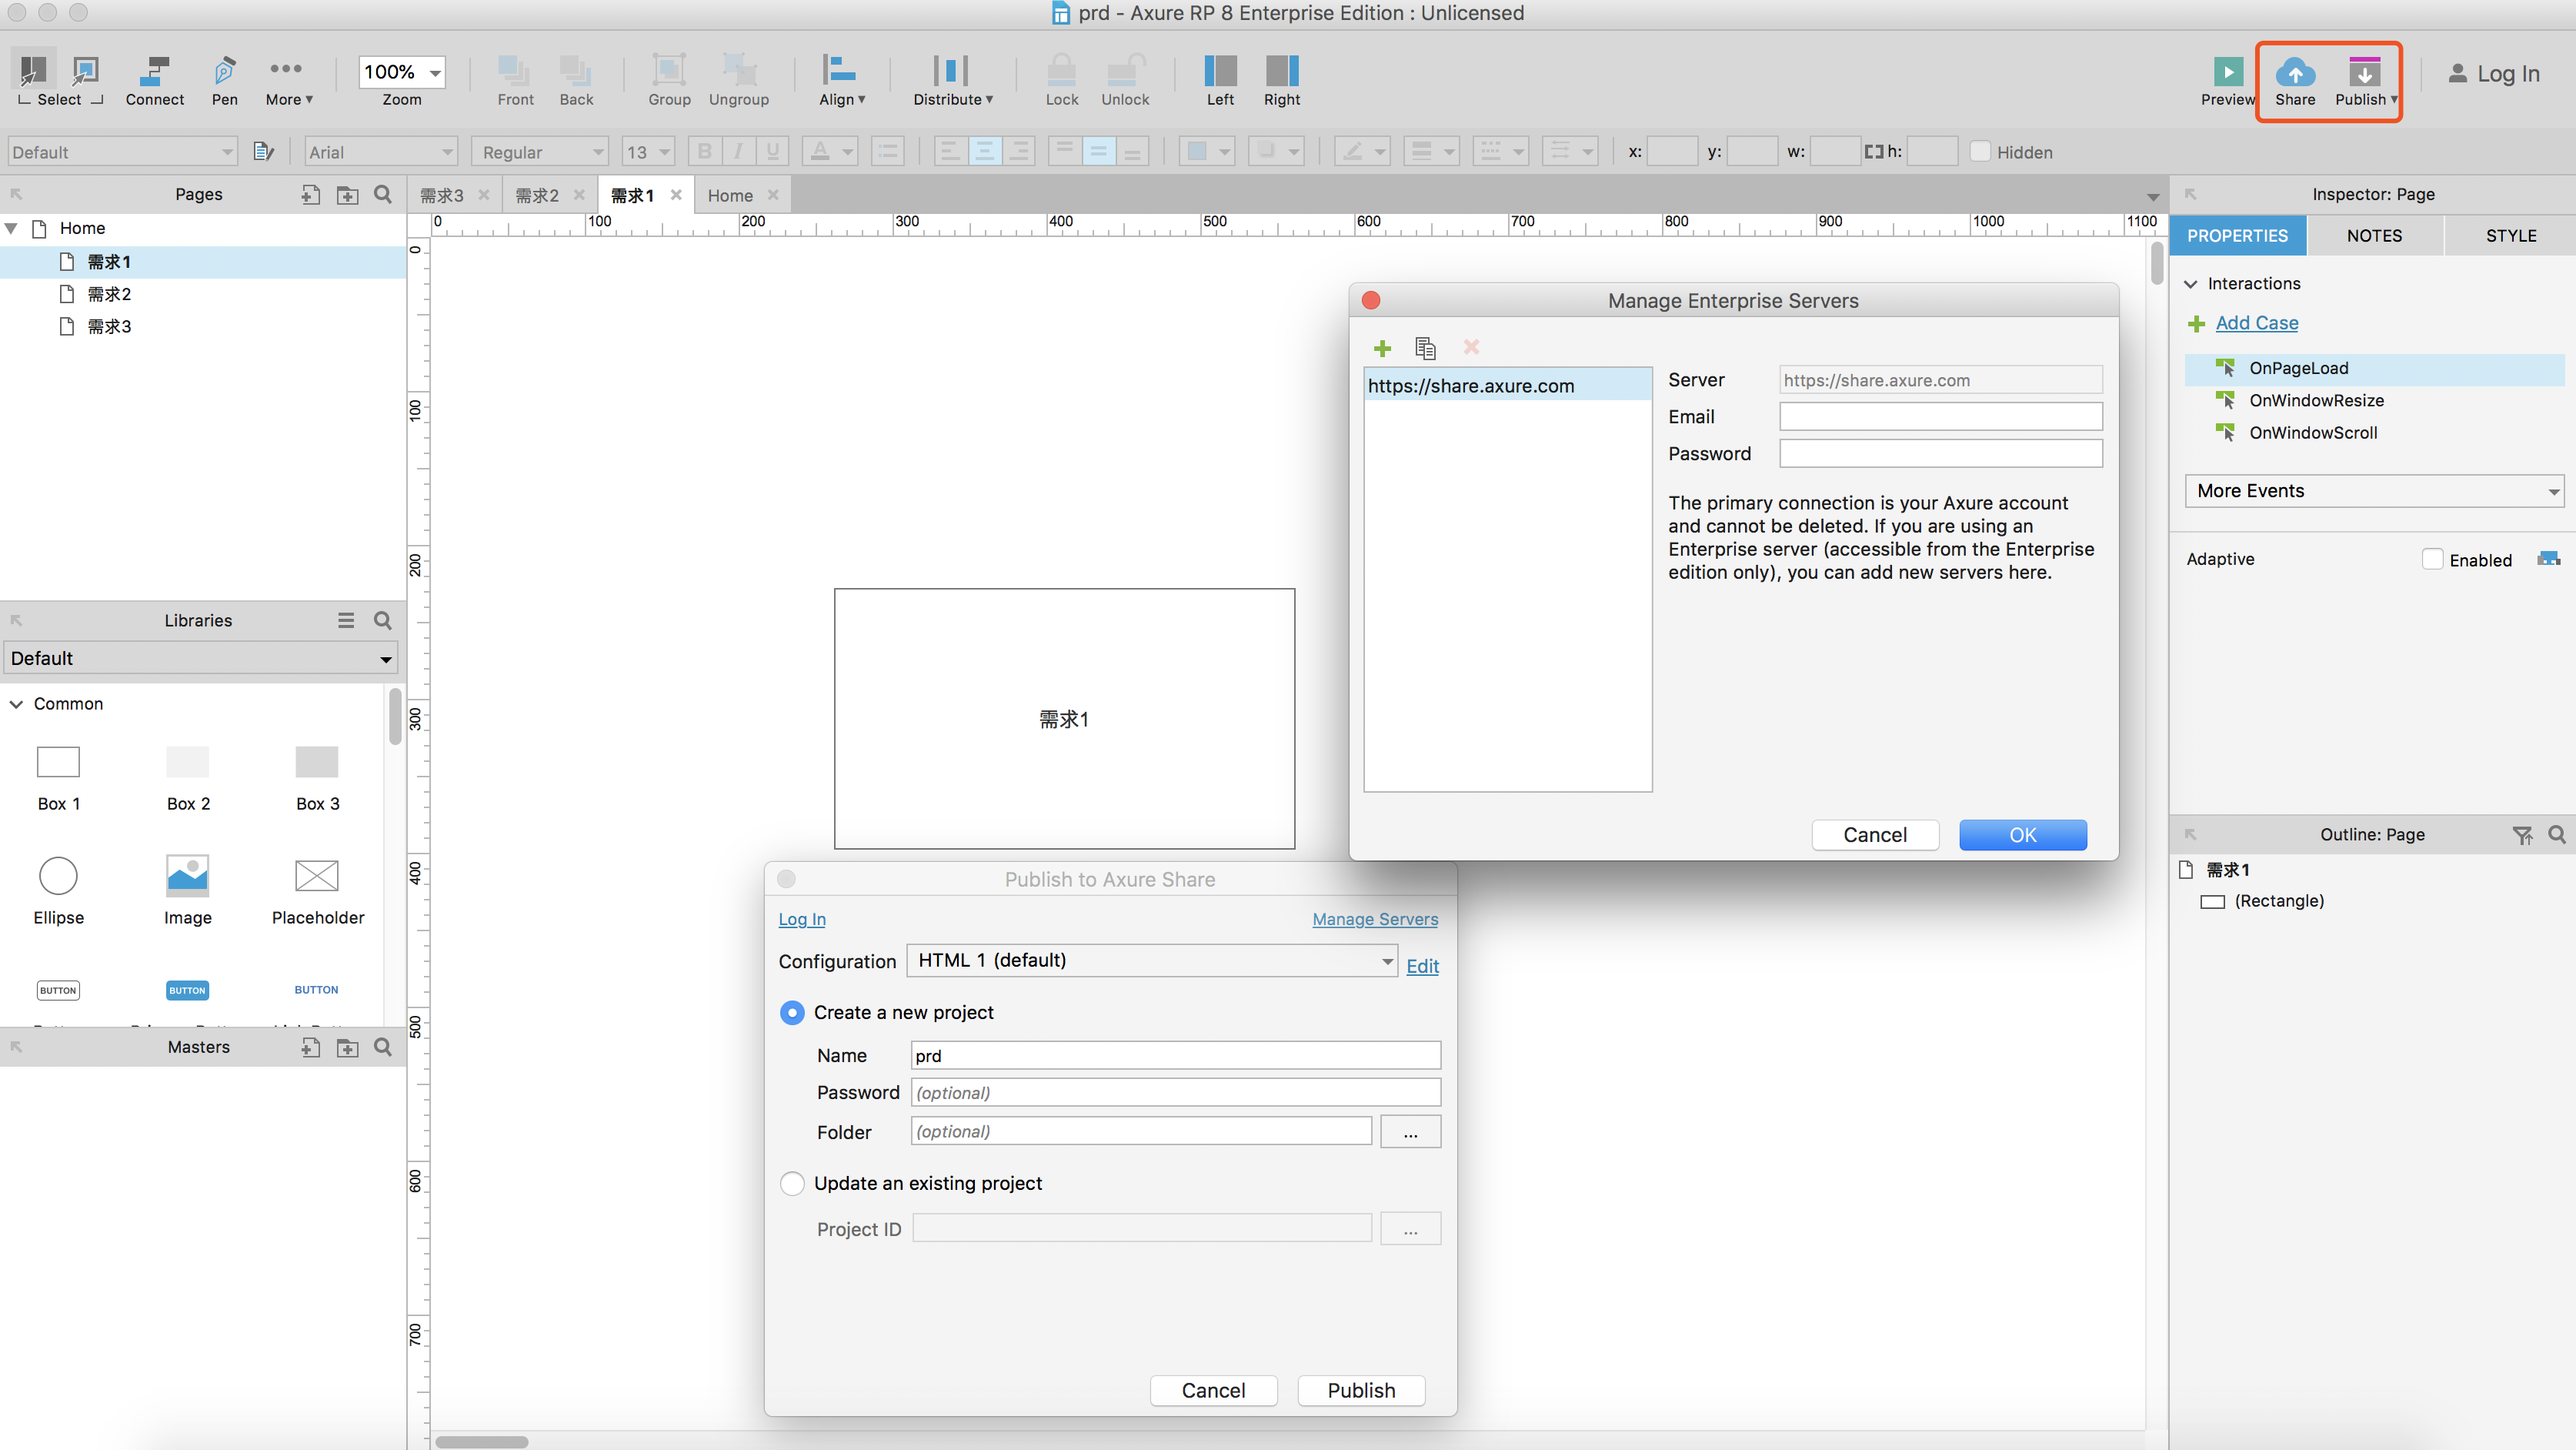 prd - Axure RP 8 Enterprise Edition : Unlicensed
Select
Connect
Pen
More
100%
Zoom
Front
Back
Group
Ungroup
Align
Distribute
Lock
Unlock
Left
Right
Preview
Share
Publish
Log In
Default
Arial
Regular
13
B
I
U
A
x:
y:
w:
h:
Hidden
Pages
Home
需求1
需求2
需求3
需求3
需求2
需求1
Home
0
100
200
300
400
500
600
700
800
900
1000
1100
0
100
200
300
400
500
600
700
需求1
Libraries
Default
Common
Box 1
Box 2
Box 3
Ellipse
Image
Placeholder
BUTTON
BUTTON
BUTTON
Masters
Manage Enterprise Servers
https://share.axure.com
Server
https://share.axure.com
Email
Password
The primary connection is your Axure account
and cannot be deleted. If you are using an
Enterprise server (accessible from the Enterprise
edition only), you can add new servers here.
Cancel
OK
Publish to Axure Share
Log In
Manage Servers
Configuration
HTML 1 (default)
Edit
Create a new project
Name
prd
Password
(optional)
Folder
(optional)
...
Update an existing project
Project ID
...
Cancel
Publish
Inspector: Page
PROPERTIES
NOTES
STYLE
Interactions
Add Case
OnPageLoad
OnWindowResize
OnWindowScroll
More Events
Adaptive
Enabled
Outline: Page
需求1
(Rectangle)